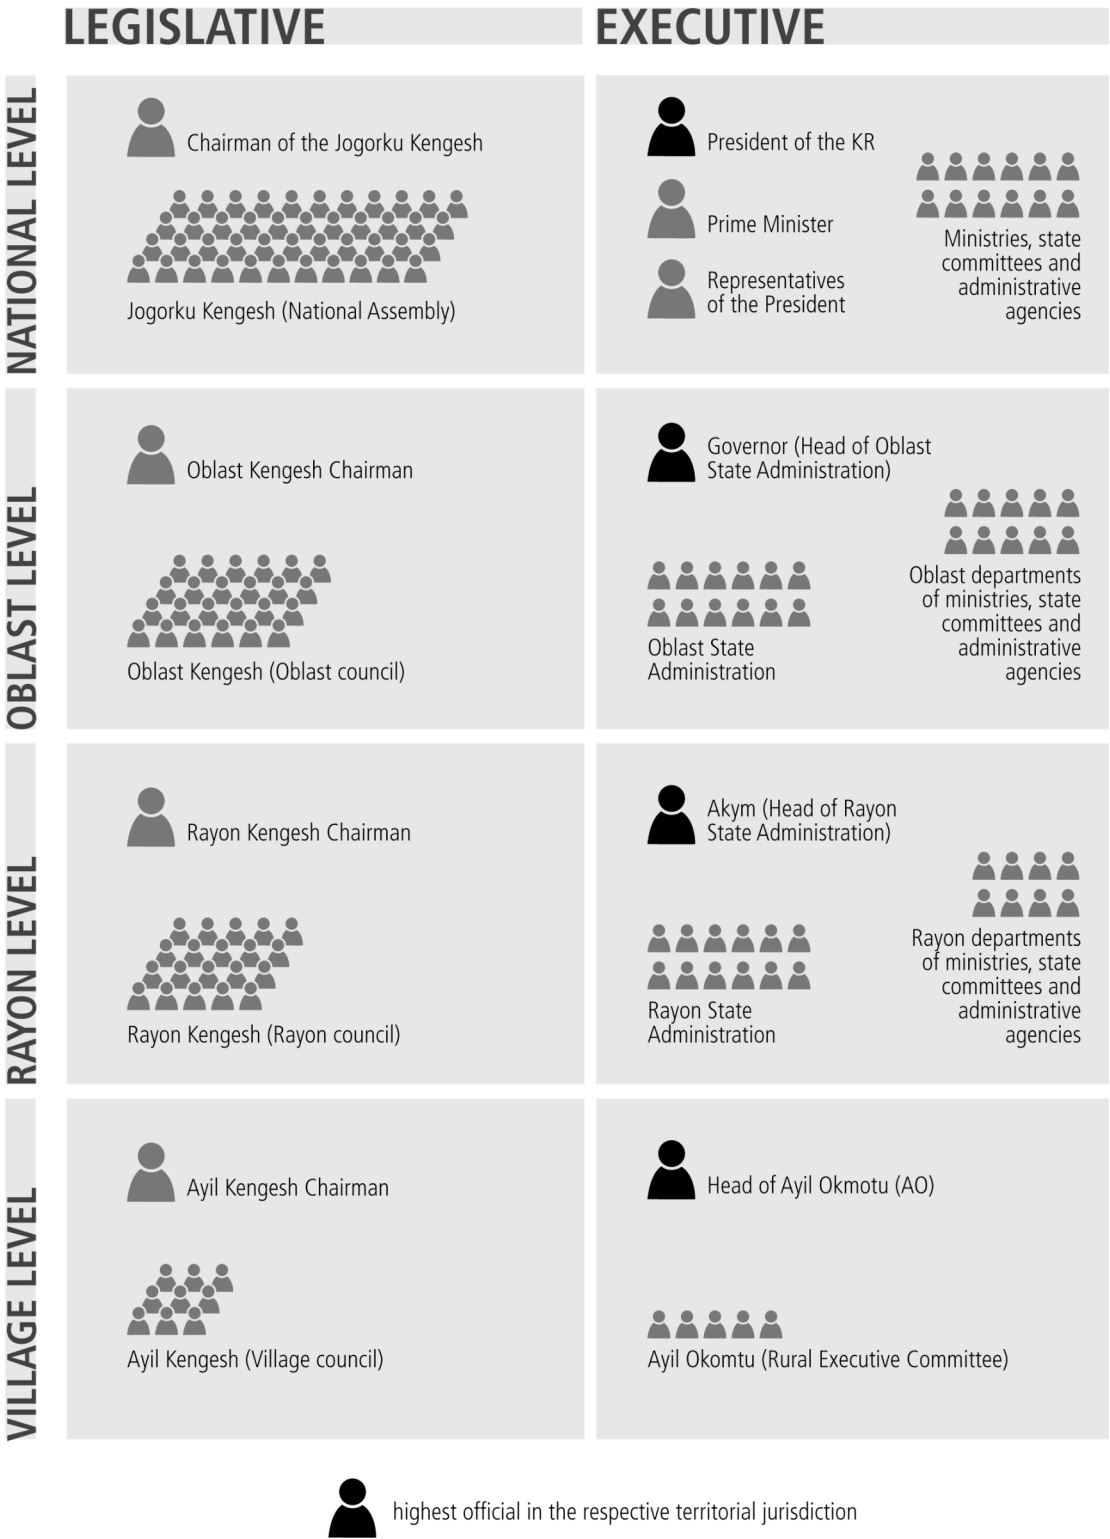 LEGISLATIVE
EXECUTIVE
NATIONAL LEVEL
Chairman of the Jogorku Kengesh
Jogorku Kengesh (National Assembly)
President of the KR
Prime Minister
Representatives
of the President
Ministries, state
committees and
administrative
agencies
OBLAST LEVEL
Oblast Kengesh Chairman
Oblast Kengesh (Oblast council)
Governor (Head of Oblast
State Administration)
Oblast State
Administration
Oblast departments
of ministries, state
committees and
administrative
agencies
RAYON LEVEL
Rayon Kengesh Chairman
Rayon Kengesh (Rayon council)
Akym (Head of Rayon
State Administration)
Rayon State
Administration
Rayon departments
of ministries, state
committees and
administrative
agencies
VILLAGE LEVEL
Ayil Kengesh Chairman
Ayil Kengesh (Village council)
Head of Ayil Okmotu (AO)
Ayil Okomtu (Rural Executive Committee)
highest official in the respective territorial jurisdiction